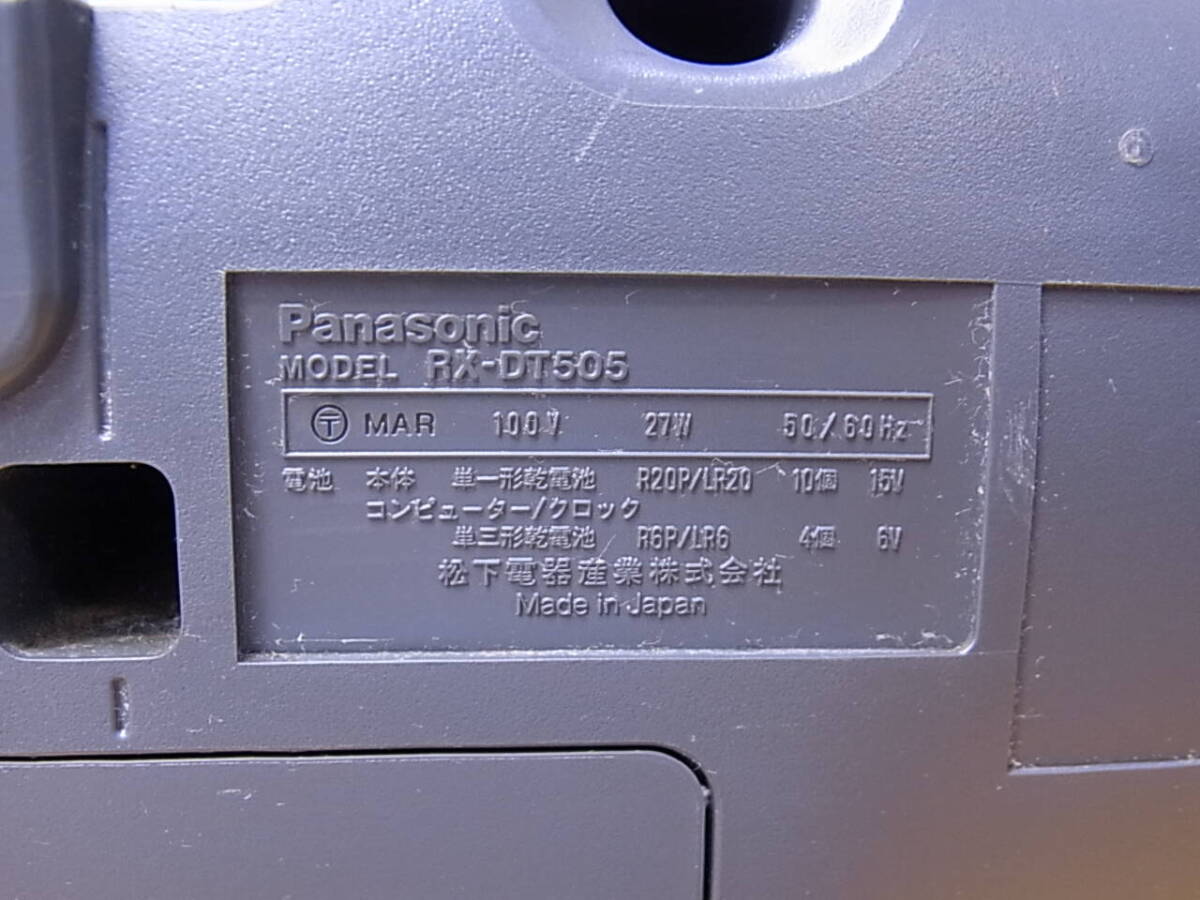 Panasonic
MODEL RX-DT505
〒 MAR 100V 27W 50/60Hz
電池 本体 単一形乾電池 R20P/LR20 10個 15V
コンピューター/クロック
単三形乾電池 R6P/LR6 4個 6V
松下電器産業株式会社
Made in Japan